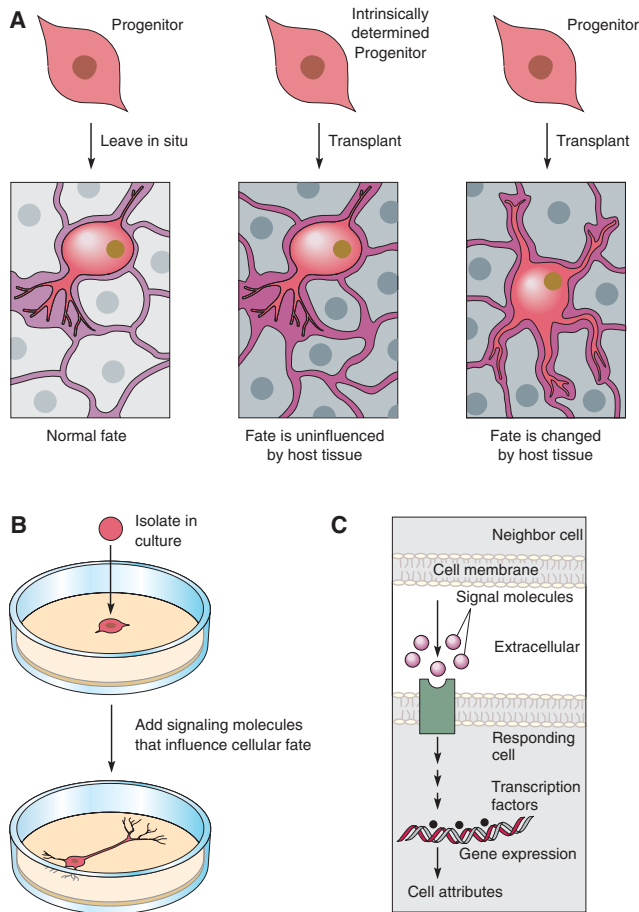 A
Progenitor
Intrinsically
determined
Progenitor
Progenitor
Leave in situ
Transplant
Transplant
Normal fate
Fate is uninfluenced
by host tissue
Fate is changed
by host tissue
B
Isolate in
culture
Add signaling molecules
that influence cellular fate
C
Neighbor cell
Cell membrane
Signal molecules
Extracellular
Responding
cell
Transcription
factors
Gene expression
Cell attributes